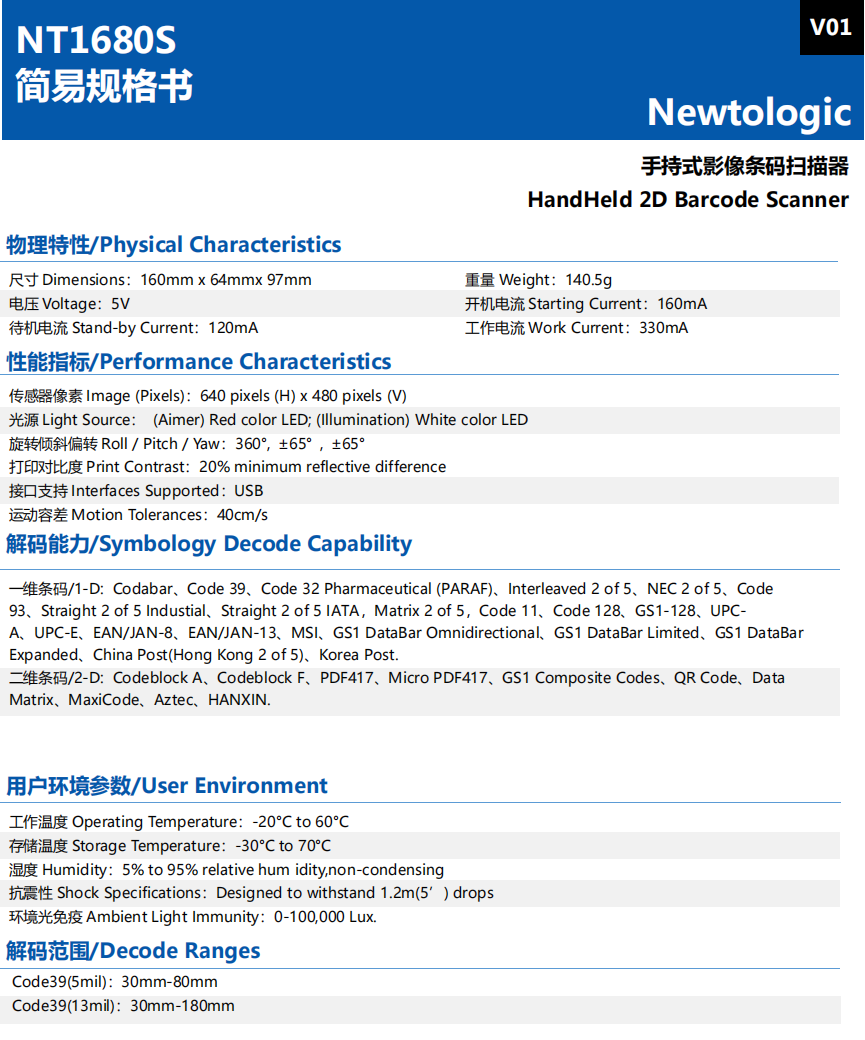 NT1680S
V01
简易规格书
Newtologic
手持式影像条码扫描器
HandHeld 2D Barcode Scanner
物理特性/Physical Characteristics
尺寸 Dimensions：160mm x 64mmx 97mm
重量 Weight：140.5g
电压 Voltage：5V
开机电流 Starting Current：160mA
待机电流 Stand-by Current：120mA
工作电流 Work Current：330mA
性能指标/Performance Characteristics
传感器像素 Image (Pixels)：640 pixels (H) x 480 pixels (V)
光源 Light Source： (Aimer) Red color LED; (Illumination) White color LED
旋转倾斜偏转 Roll / Pitch / Yaw：360°, ±65° , ±65°
打印对比度 Print Contrast：20% minimum reflective difference
接口支持 Interfaces Supported：USB
运动容差 Motion Tolerances：40cm/s
解码能力/Symbology Decode Capability
一维条码/1-D：Codabar、Code 39、Code 32 Pharmaceutical (PARAF)、Interleaved 2 of 5、NEC 2 of 5、Code
93、Straight 2 of 5 Industial、Straight 2 of 5 IATA，Matrix 2 of 5，Code 11、Code 128、GS1-128、UPC-
A、UPC-E、EAN/JAN-8、EAN/JAN-13、MSI、GS1 DataBar Omnidirectional、GS1 DataBar Limited、GS1 DataBar
Expanded、China Post(Hong Kong 2 of 5)、Korea Post.
二维条码/2-D：Codeblock A、Codeblock F、PDF417、Micro PDF417、GS1 Composite Codes、QR Code、Data
Matrix、MaxiCode、Aztec、HANXIN.
用户环境参数/User Environment
工作温度 Operating Temperature：-20°C to 60°C
存储温度 Storage Temperature：-30°C to 70°C
湿度 Humidity：5% to 95% relative hum idity,non-condensing
抗震性 Shock Specifications：Designed to withstand 1.2m(5′) drops
环境光免疫 Ambient Light Immunity：0-100,000 Lux.
解码范围/Decode Ranges
Code39(5mil)：30mm-80mm
Code39(13mil)：30mm-180mm